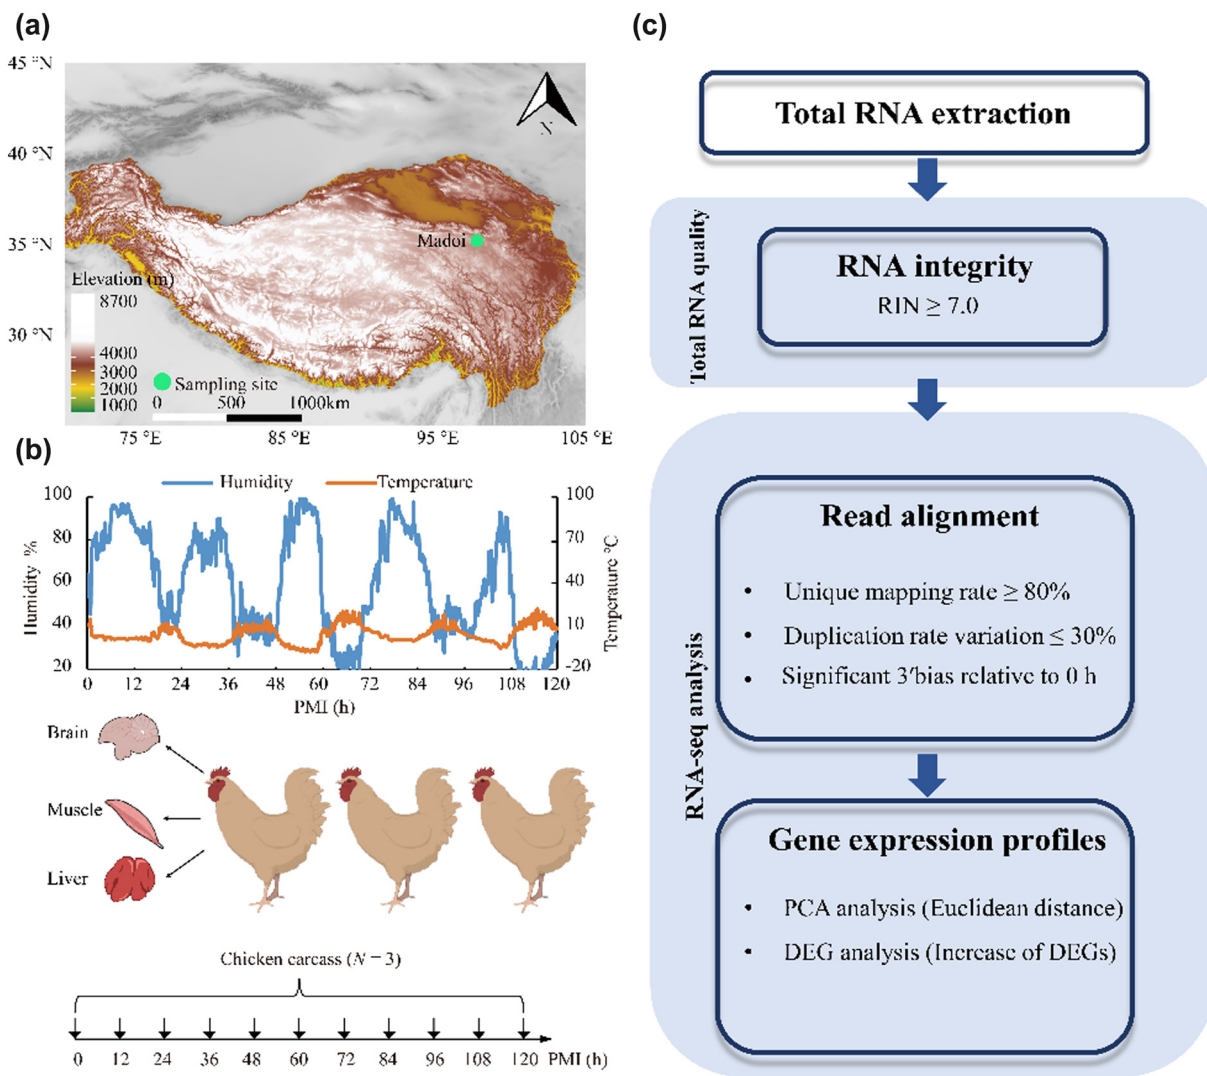 (a)
45 °N
40 °N
35 °N
30 °N
N
Madoi
Elevation (m)
8700
4000
3000
2000
1000
Sampling site
0 500 1000km
75 °E 85 °E 95 °E 105 °E
(b)
Humidity Temperature
100
80
60
40
20
Humidity %
100
70
40
10
-20
Temperature °C
0 12 24 36 48 60 72 84 96 108 120
PMI (h)
Brain
Muscle
Liver
Chicken carcass (N = 3)
0 12 24 36 48 60 72 84 96 108 120 PMI (h)
(c)
Total RNA extraction
Total RNA quality
RNA integrity
RIN ≥ 7.0
RNA-seq analysis
Read alignment
• Unique mapping rate ≥ 80%
• Duplication rate variation ≤ 30%
• Significant 3′bias relative to 0 h
Gene expression profiles
• PCA analysis (Euclidean distance)
• DEG analysis (Increase of DEGs)